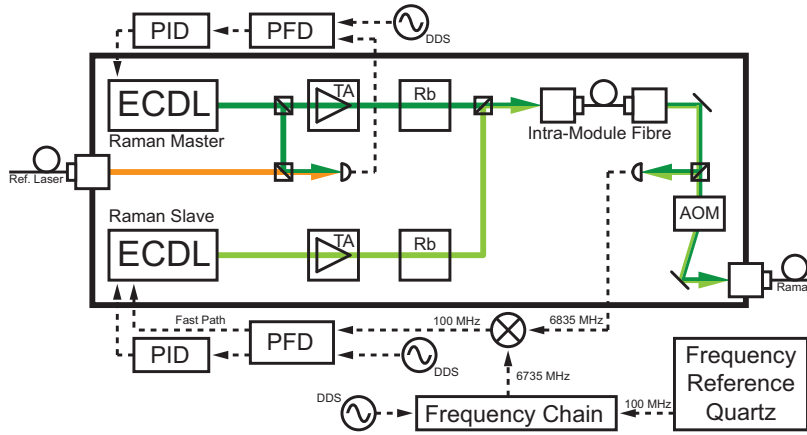 PID
PFD
DDS
ECDL
Raman Master
TA
Rb
Intra-Module Fibre
Ref. Laser
Raman Slave
ECDL
TA
Rb
AOM
Rama
Fast Path
100 MHz
6835 MHz
PID
PFD
DDS
6735 MHz
DDS
Frequency Chain
100 MHz
Frequency
Reference
Quartz